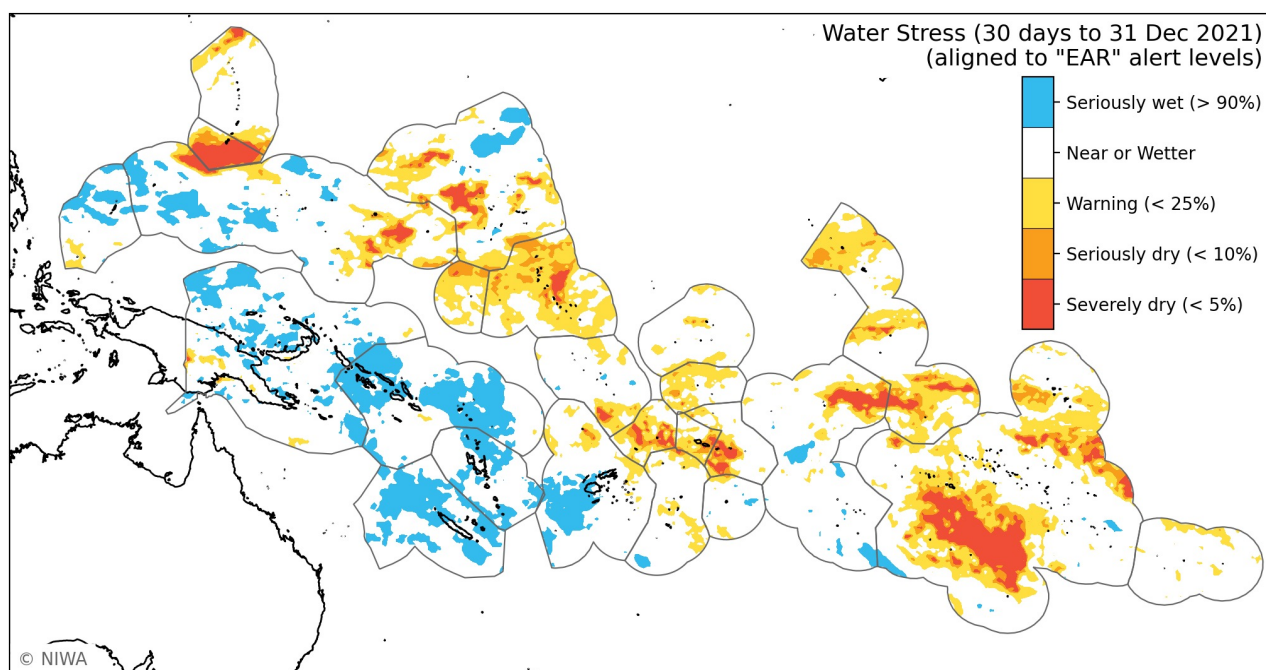 Water Stress (30 days to 31 Dec 2021)
(aligned to "EAR" alert levels)
Seriously wet (> 90%)
Near or Wetter
Warning (< 25%)
Seriously dry (< 10%)
Severely dry (< 5%)
© NIWA